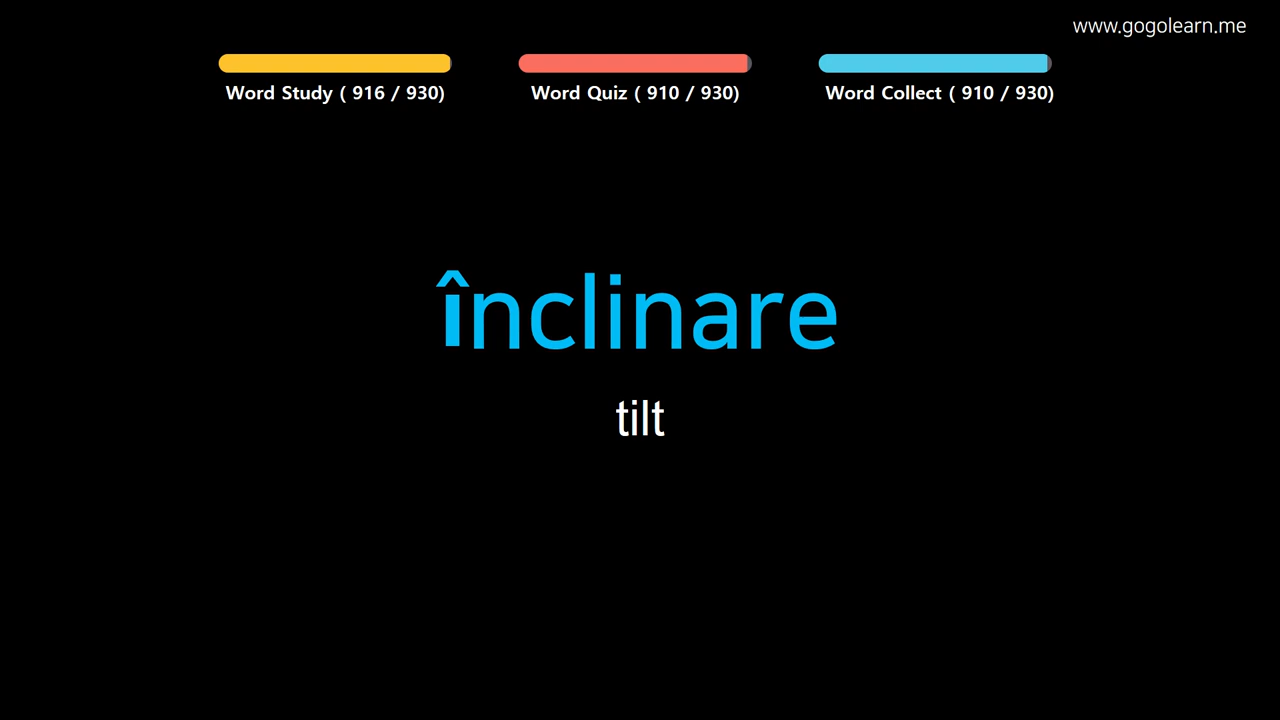 www.gogolearn.me
Word Study ( 916 / 930)
Word Quiz ( 910 / 930)
Word Collect ( 910 / 930)
înclinare
tilt